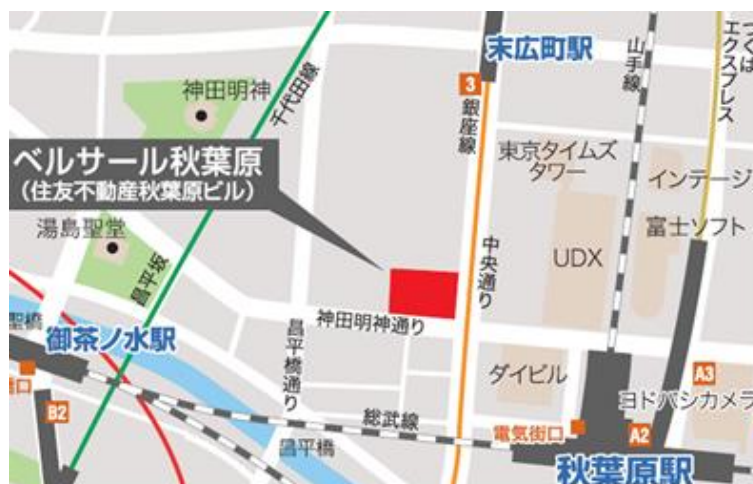 末広町駅
山手線
つくば
エクスプレス
神田明神
千代田線
3
銀座線
ベルサール秋葉原
(住友不動産秋葉原ビル)
東京タイムズ
タワー
インテージ
富士ソフト
湯島聖堂
昌平坂
中央通り
UDX
神田明神通り
聖橋
御茶ノ水駅
昌平橋通り
ダイビル
A3
ヨドバシカメラ
B2
総武線
電気街口
A2
昌平橋
秋葉原駅